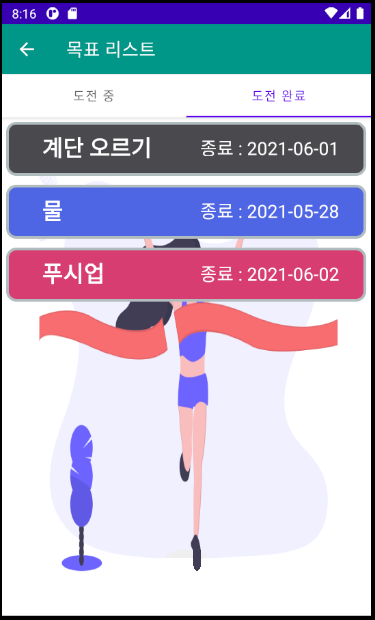 8:16
목표 리스트
도전 중 도전 완료
계단 오르기 종료 : 2021-06-01
물 종료 : 2021-05-28
푸시업 종료 : 2021-06-02